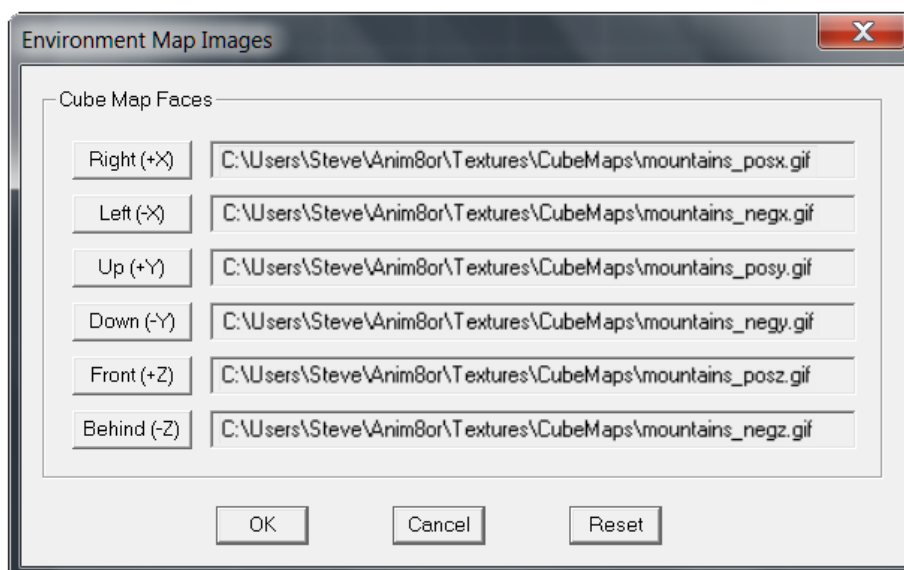 Environment Map Images
Cube Map Faces
Right (+X) C:\Users\Steve\Anim8or\Textures\CubeMaps\mountains_posx.gif
Left (-X) C:\Users\Steve\Anim8or\Textures\CubeMaps\mountains_negx.gif
Up (+Y) C:\Users\Steve\Anim8or\Textures\CubeMaps\mountains_posy.gif
Down (-Y) C:\Users\Steve\Anim8or\Textures\CubeMaps\mountains_negy.gif
Front (+Z) C:\Users\Steve\Anim8or\Textures\CubeMaps\mountains_posz.gif
Behind (-Z) C:\Users\Steve\Anim8or\Textures\CubeMaps\mountains_negz.gif
OK Cancel Reset